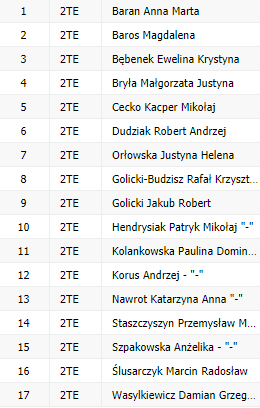 1 2TE Baran Anna Marta
2 2TE Baros Magdalena
3 2TE Bębenek Ewelina Krystyna
4 2TE Bryła Małgorzata Justyna
5 2TE Cecko Kacper Mikołaj
6 2TE Dudziak Robert Andrzej
7 2TE Orłowska Justyna Helena
8 2TE Golicki-Budzisz Rafał Krzyszt...
9 2TE Golicki Jakub Robert
10 2TE Hendrysiak Patryk Mikołaj "-"
11 2TE Kolankowska Paulina Domin...
12 2TE Korus Andrzej - "-"
13 2TE Nawrot Katarzyna Anna "-"
14 2TE Staszczyszyn Przemysław M...
15 2TE Szpakowska Anżelika - "-"
16 2TE Ślusarczyk Marcin Radosław
17 2TE Wasylkiewicz Damian Grzeg...